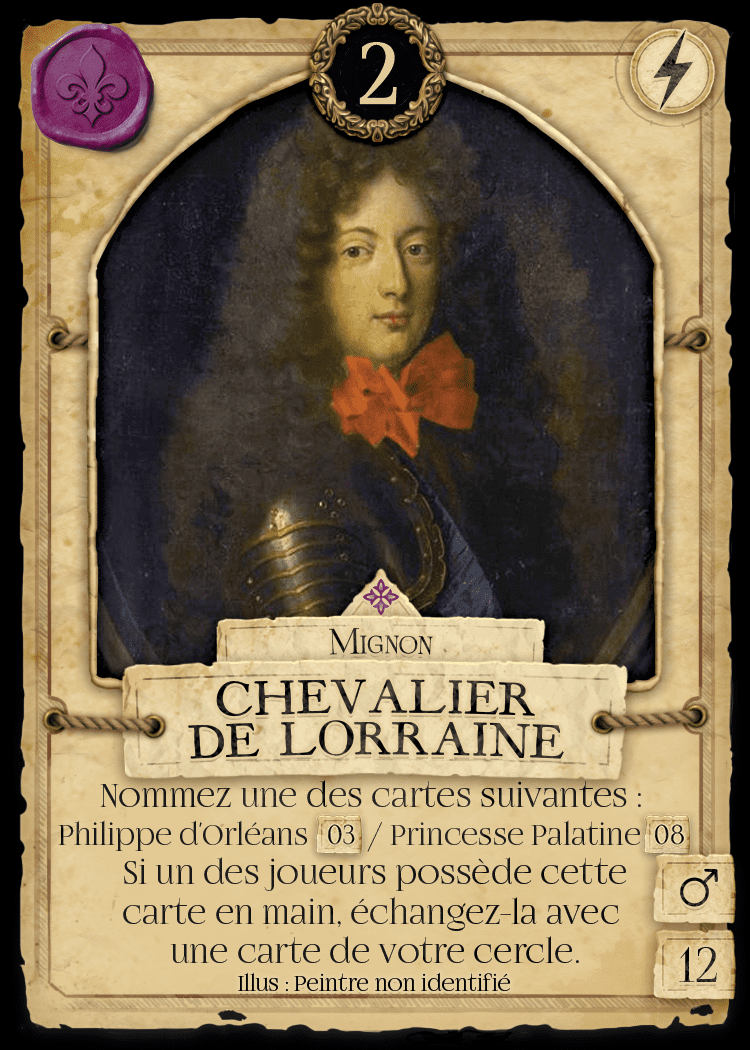 2
Mignon
CHEVALIER
DE LORRAINE
Nommez une des cartes suivantes :
Philippe d'Orléans 03 / Princesse Palatine 08
Si un des joueurs possède cette
carte en main, échangez-la avec
une carte de votre cercle.
♂
12
Illus : Peintre non identifié